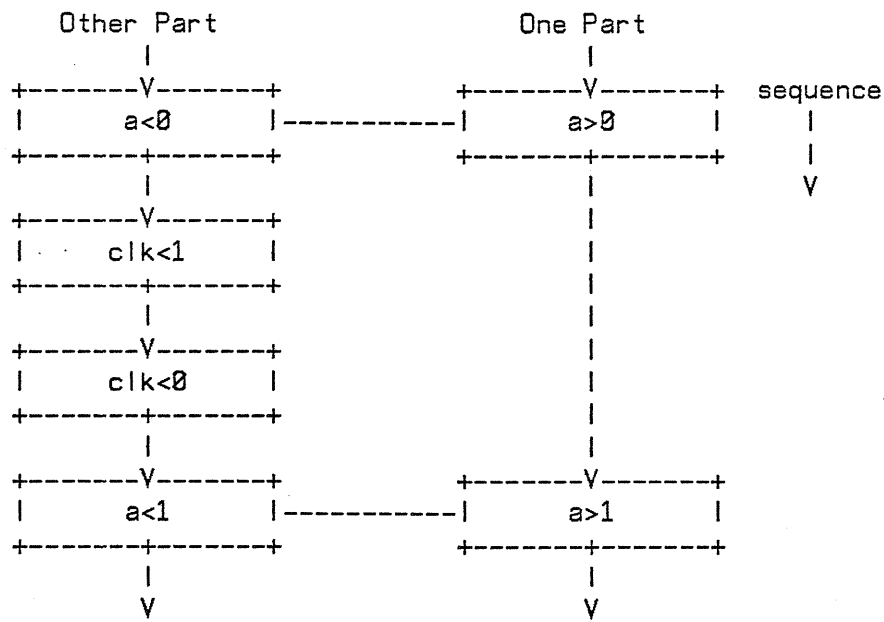 Other Part One Part
a<0 a>0 sequence
clk<1
clk<0
a<1 a>1